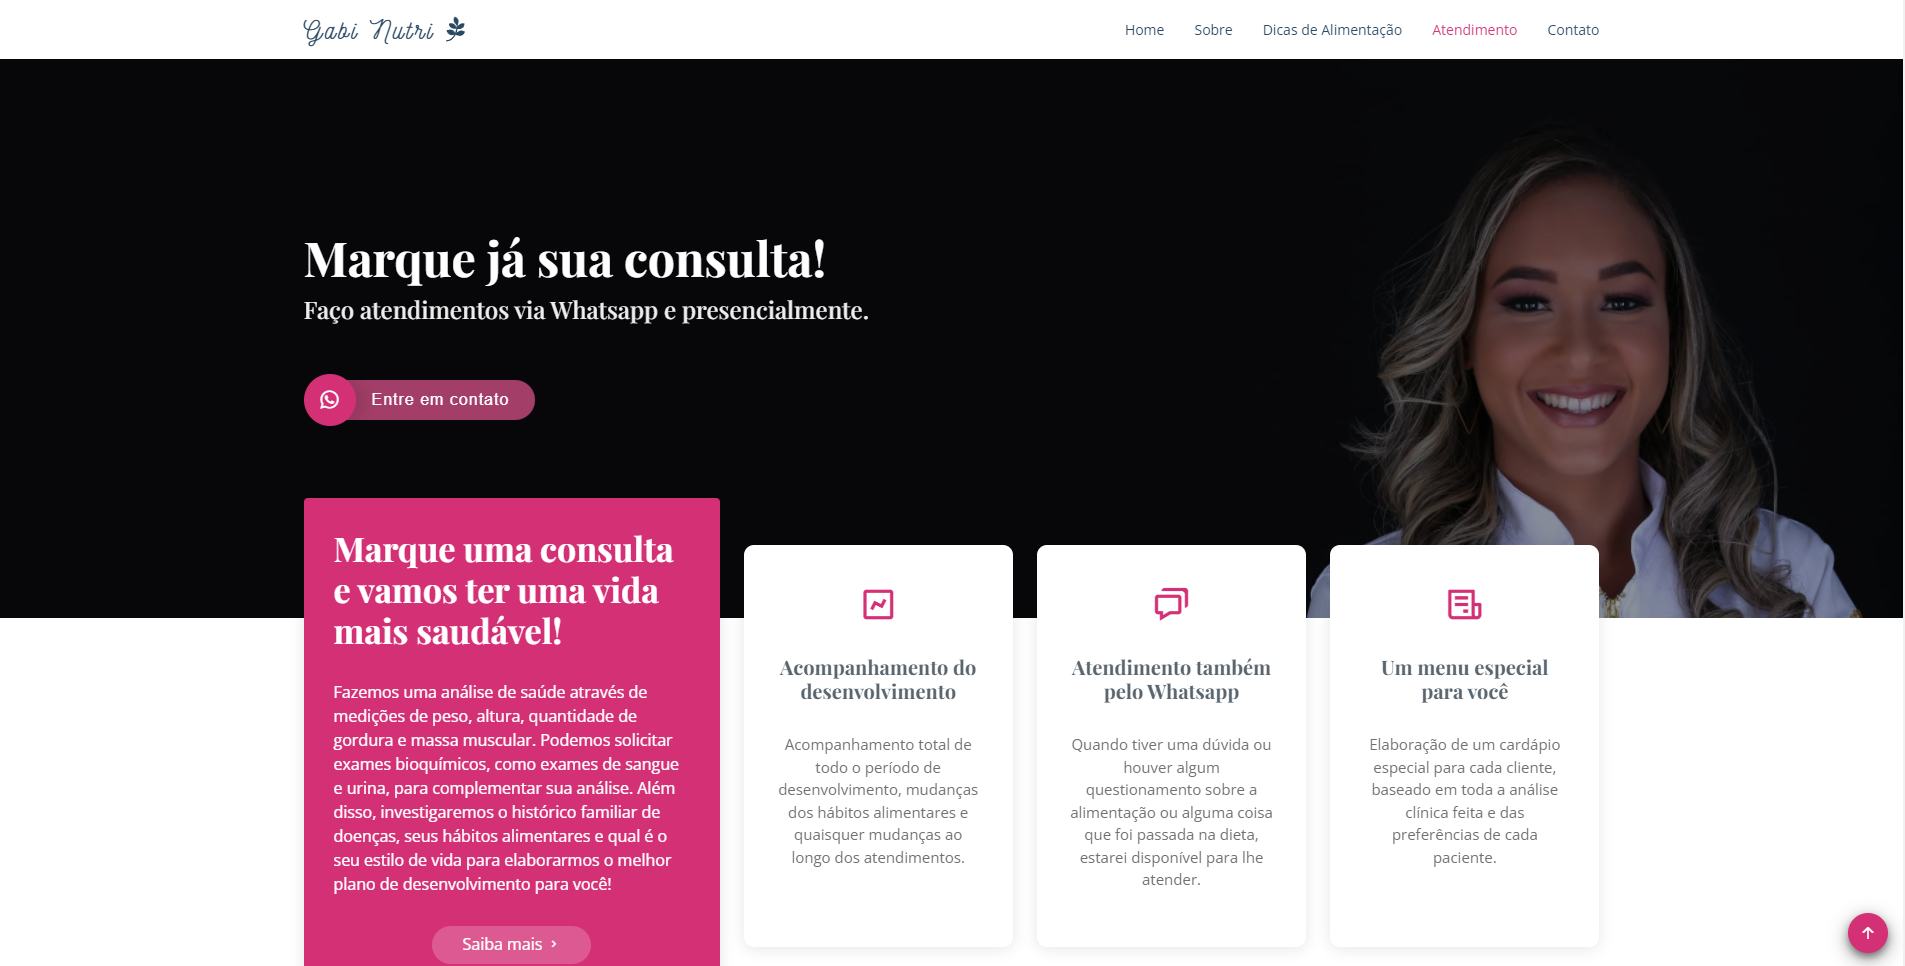 Gabi Nutri
Home
Sobre
Dicas de Alimentação
Atendimento
Contato
Marque já sua consulta!
Faço atendimentos via Whatsapp e presencialmente.
Entre em contato
Marque uma consulta
e vamos ter uma vida
mais saudável!
Fazemos uma análise de saúde através de
medições de peso, altura, quantidade de
gordura e massa muscular. Podemos solicitar
exames bioquímicos, como exames de sangue
e urina, para complementar sua análise. Além
disso, investigaremos o histórico familiar de
doenças, seus hábitos alimentares e qual é o
seu estilo de vida para elaborarmos o melhor
plano de desenvolvimento para você!
Saiba mais
Acompanhamento do
desenvolvimento
Acompanhamento total de
todo o período de
desenvolvimento, mudanças
dos hábitos alimentares e
quaisquer mudanças ao
longo dos atendimentos.
Atendimento também
pelo Whatsapp
Quando tiver uma dúvida ou
houver algum
questionamento sobre a
alimentação ou alguma coisa
que foi passada na dieta,
estarei disponível para lhe
atender.
Um menu especial
para você
Elaboração de um cardápio
especial para cada cliente,
baseado em toda a análise
clínica feita e das
preferências de cada
paciente.